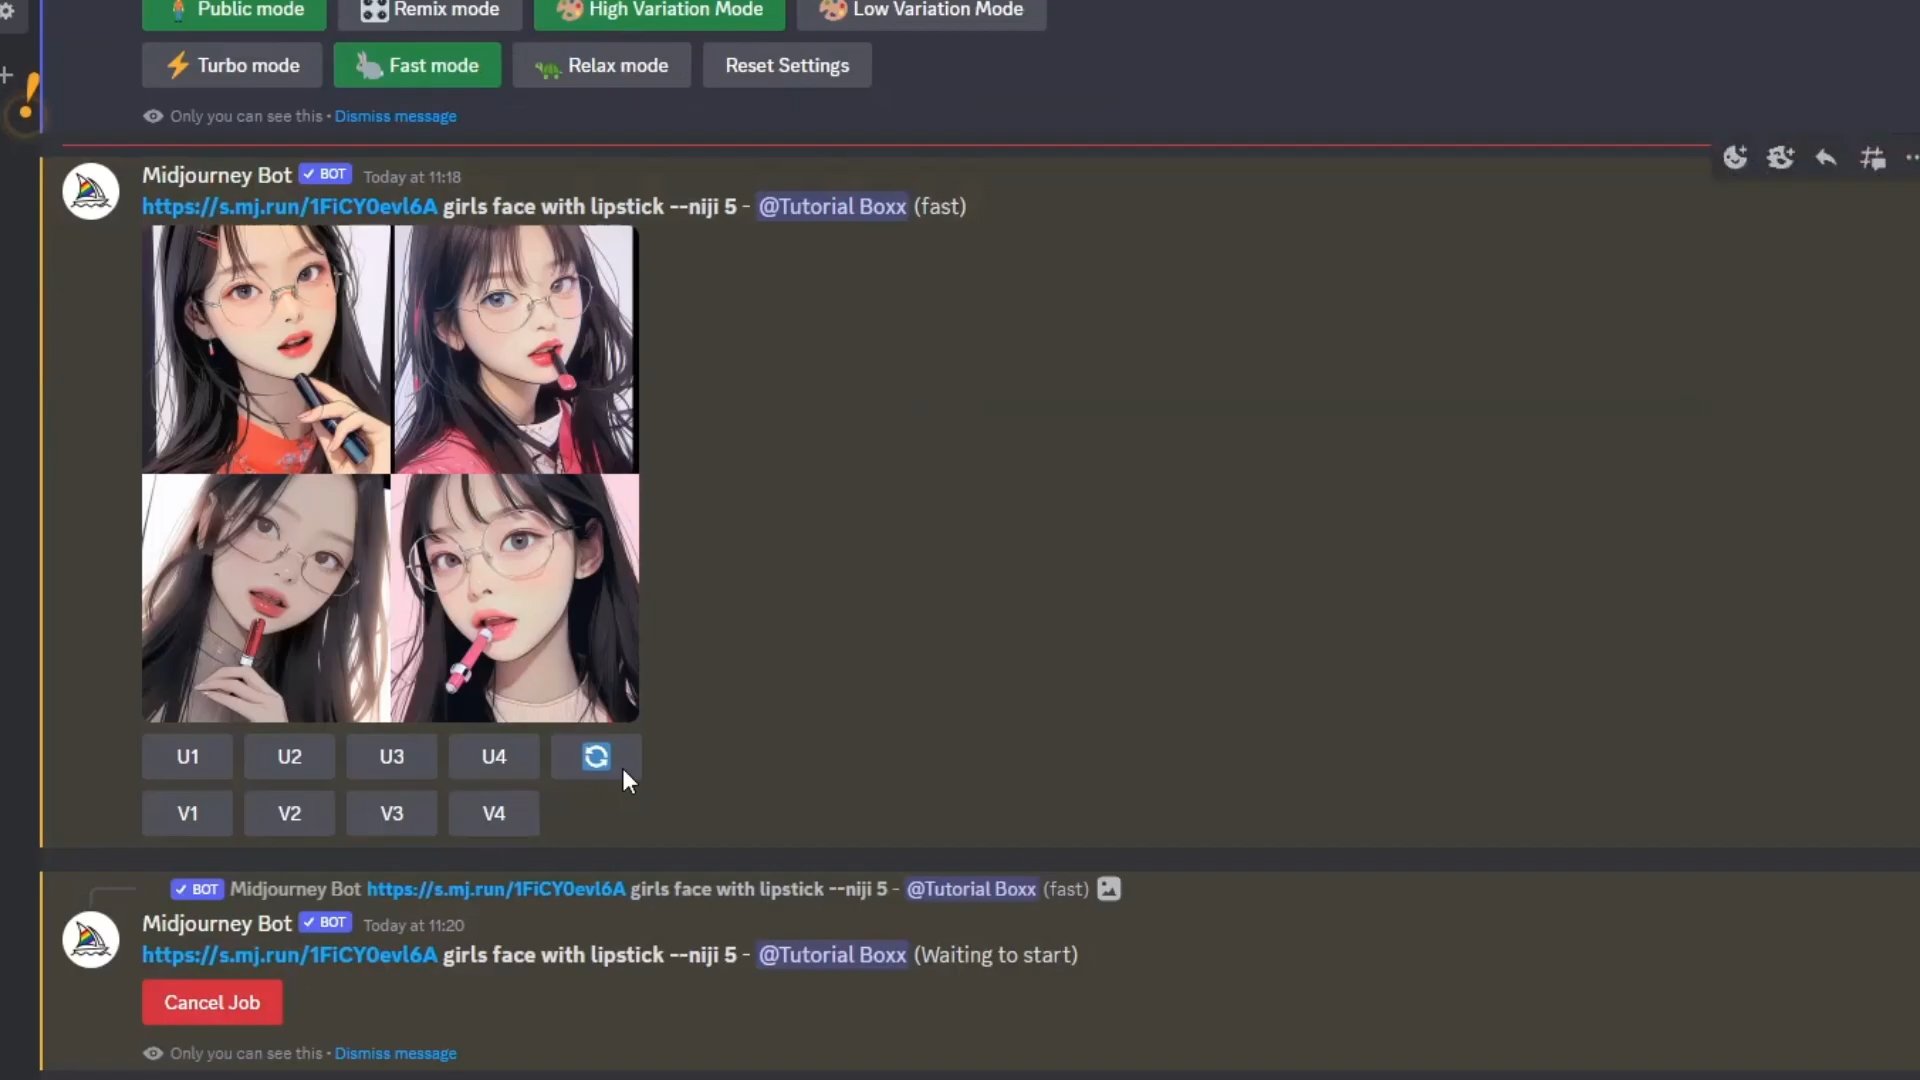 Public mode Remix mode High Variation Mode Low Variation Mode
Turbo mode Fast mode Relax mode Reset Settings
Only you can see this • Dismiss message
Midjourney Bot ✓ BOT Today at 11:18
https://s.mj.run/1FiCY0evl6A girls face with lipstick --niji 5 - @Tutorial Boxx (fast)
U1 U2 U3 U4
V1 V2 V3 V4
✓ BOT Midjourney Bot https://s.mj.run/1FiCY0evl6A girls face with lipstick --niji 5 - @Tutorial Boxx (fast)
Midjourney Bot ✓ BOT Today at 11:20
https://s.mj.run/1FiCY0evl6A girls face with lipstick --niji 5 - @Tutorial Boxx (Waiting to start)
Cancel Job
Only you can see this • Dismiss message